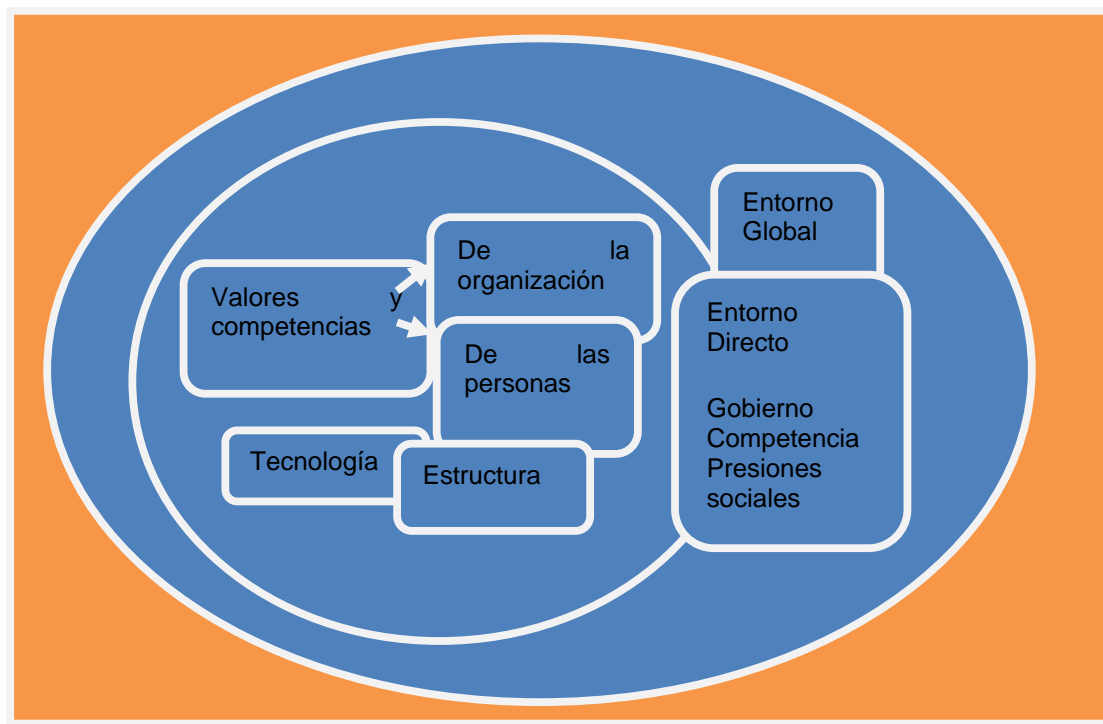 Entorno
Global
De la
organización
Valores y
competencias
Entorno
Directo
De las
personas
Gobierno
Competencia
Presiones
sociales
Tecnología
Estructura